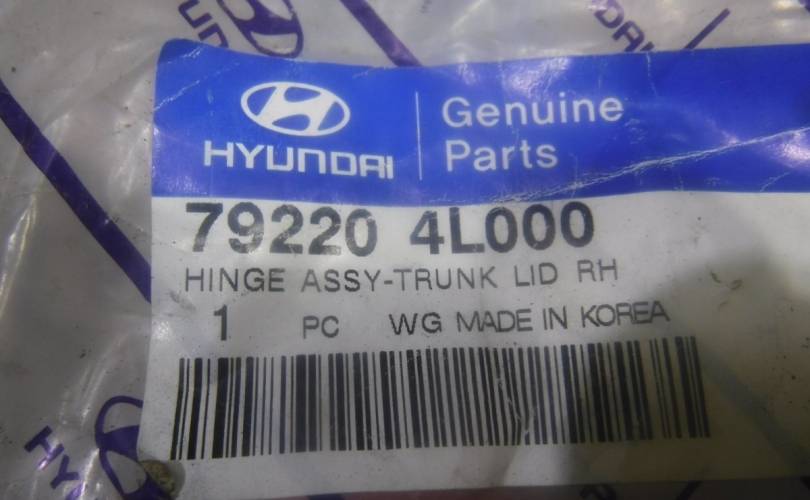 HYUNDAI
Genuine
Parts
79220 4L000
HINGE ASSY-TRUNK LID RH
1 PC WG MADE IN KOREA